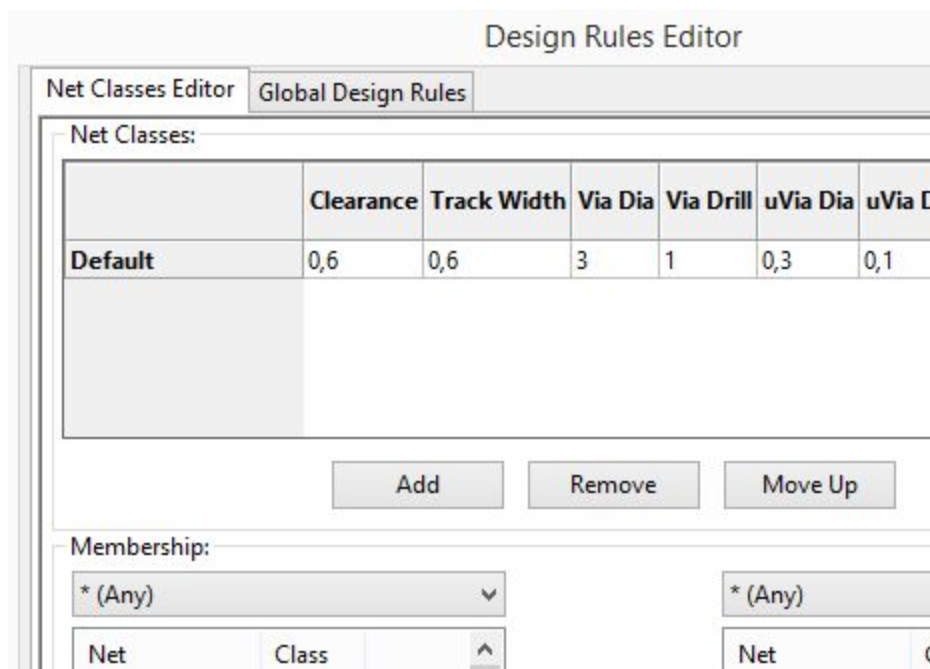 Design Rules Editor
Net Classes Editor Global Design Rules
Net Classes:
Clearance Track Width Via Dia Via Drill uVia Dia uVia
Default 0,6 0,6 3 1 0,3 0,1
Add Remove Move Up
Membership:
* (Any) * (Any)
Net Class Net